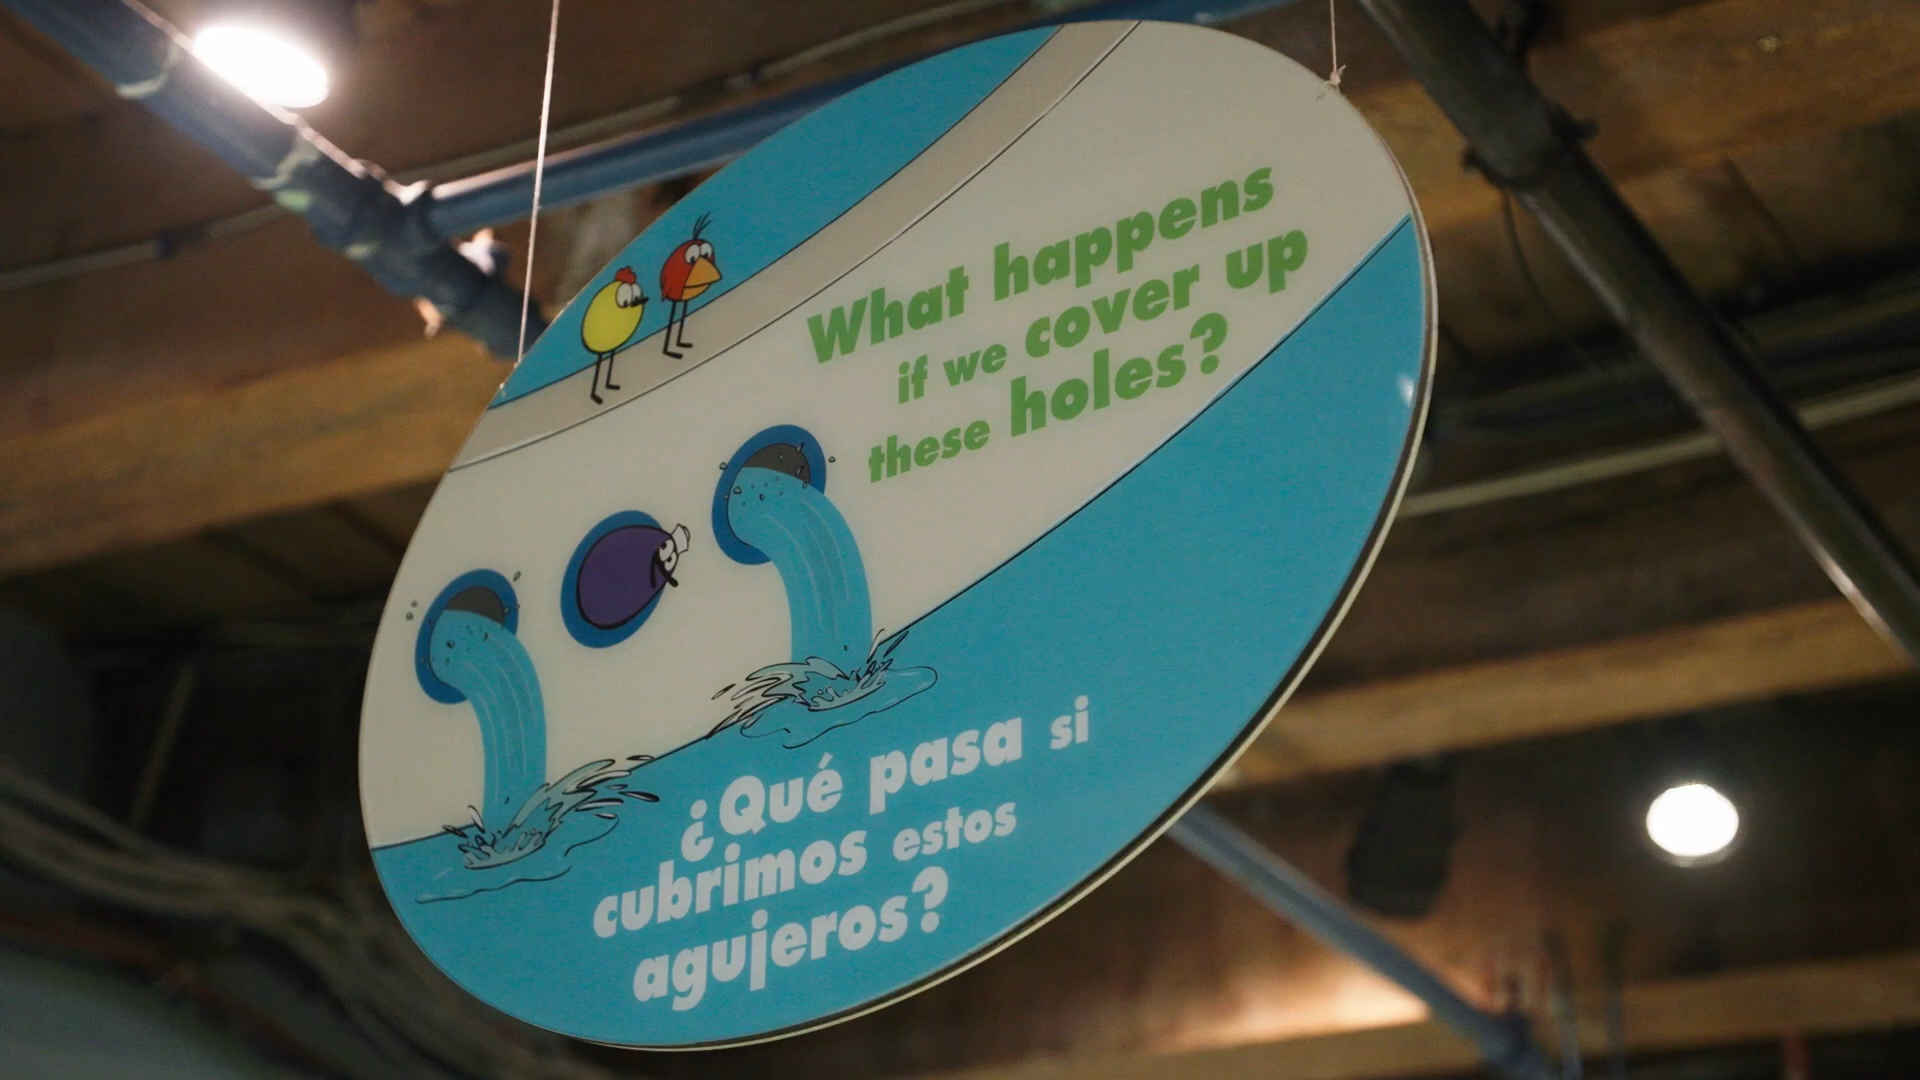 What happens
if we cover up
these holes?
¿Qué pasa si
cubrimos estos
agujeros?